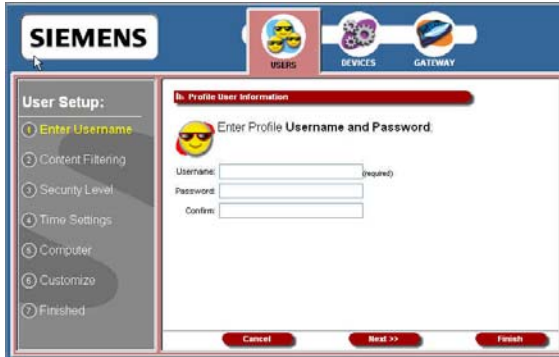 SIEMENS
USERS
DEVICES
GATEWAY
User Setup:
1 Enter Username
2 Content Filtering
3 Security Level
4 Time Settings
5 Computer
6 Customize
7 Finished
Profile User Information
Enter Profile Username and Password:
Username:
(required)
Password:
Confirm:
Cancel
Next >>
Finish